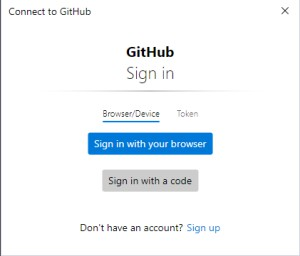 Connect to GitHub
GitHub
Sign in
Browser/Device Token
Sign in with your browser
Sign in with a code
Don't have an account? Sign up